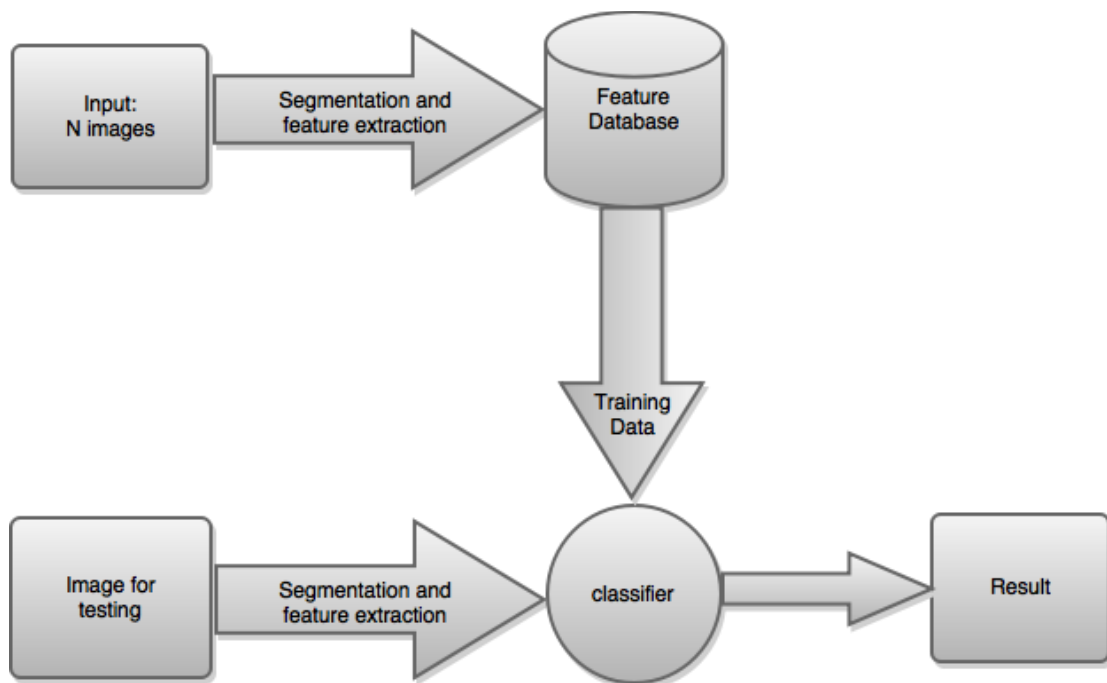 Input:
N images
Segmentation and
feature extraction
Feature
Database
Training
Data
Image for
testing
Segmentation and
feature extraction
classifier
Result